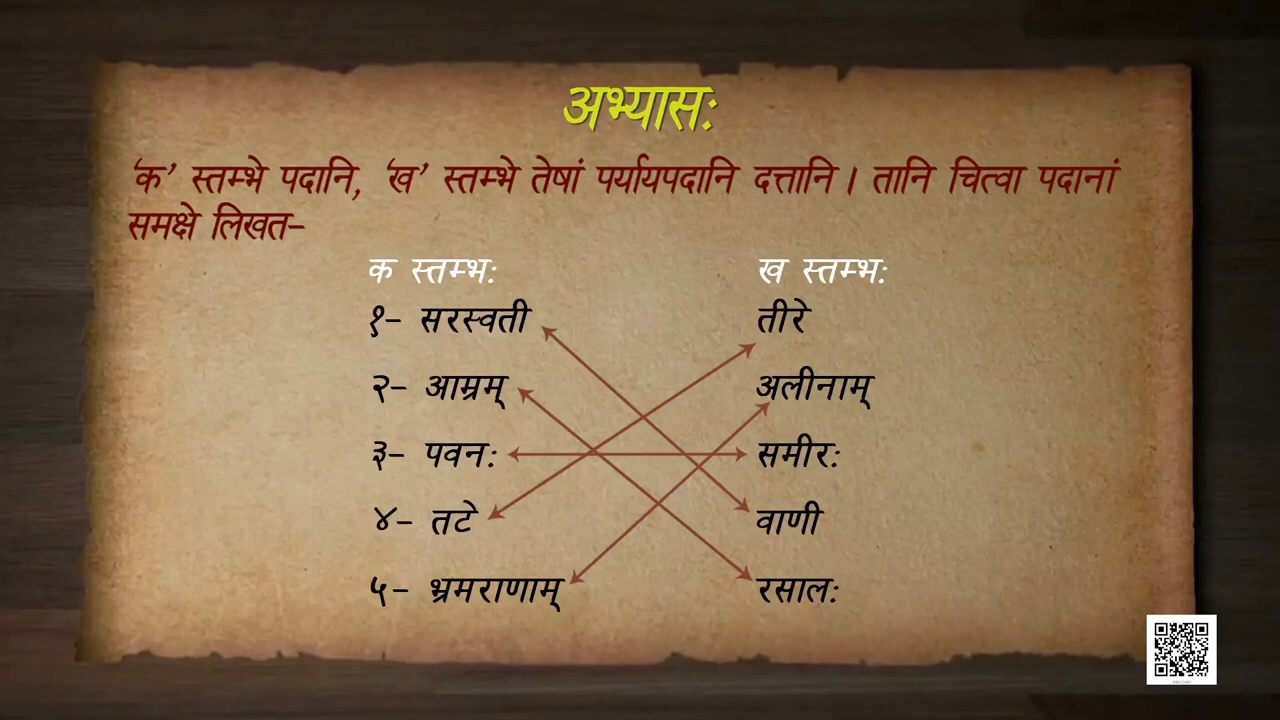 अभ्यासः
‘क’ स्तम्भे पदानि, ‘ख’ स्तम्भे तेषां पर्यायपदानि दत्तानि। तानि चित्वा पदानां
समक्षे लिखत-
क स्तम्भः ख स्तम्भः
१- सरस्वती तीरे
२- आम्रम् अलीनाम्
३- पवनः समीरः
४- तटे वाणी
५- भ्रमराणाम् रसालः